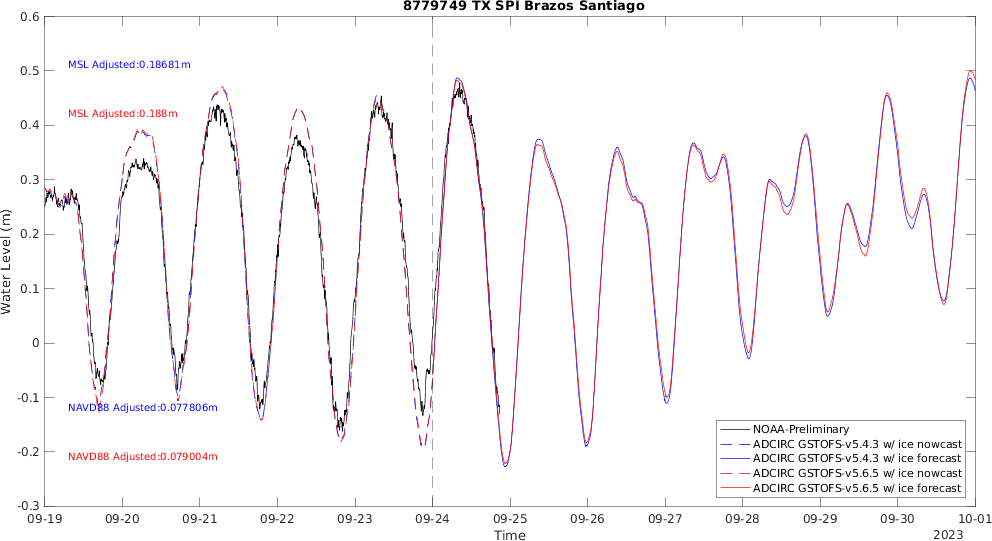 8779749 TX SPI Brazos Santiago
Water Level (m)
0.6
0.5
0.4
0.3
0.2
0.1
0
-0.1
-0.2
-0.3
MSL Adjusted:0.18681m
MSL Adjusted:0.188m
NAVD88 Adjusted:0.077806m
NAVD88 Adjusted:0.079004m
NOAA-Preliminary
ADCIRC GSTOFS-v5.4.3 w/ ice nowcast
ADCIRC GSTOFS-v5.4.3 w/ ice forecast
ADCIRC GSTOFS-v5.6.5 w/ ice nowcast
ADCIRC GSTOFS-v5.6.5 w/ ice forecast
09-19 09-20 09-21 09-22 09-23 09-24 09-25 09-26 09-27 09-28 09-29 09-30 10-01
Time
2023